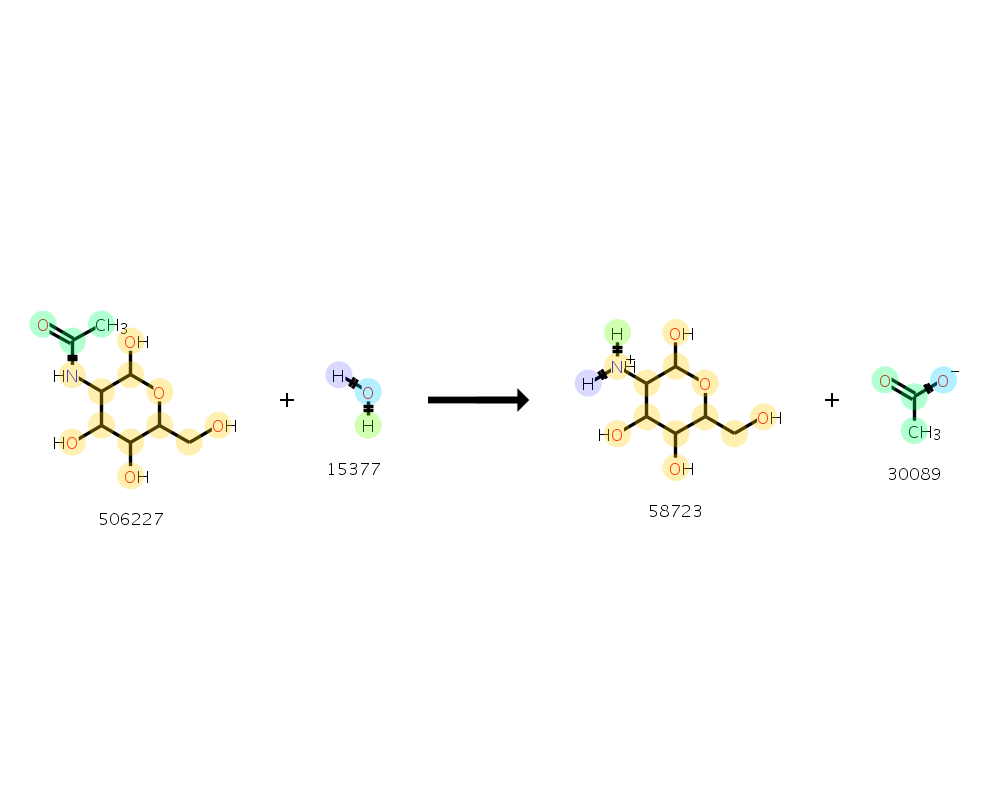 O
CH3
OH
HN
O
HO
OH
OH
506227
+
H
O
H
15377
H
H
NH+
OH
O
HO
OH
OH
58723
+
O
O−
CH3
30089